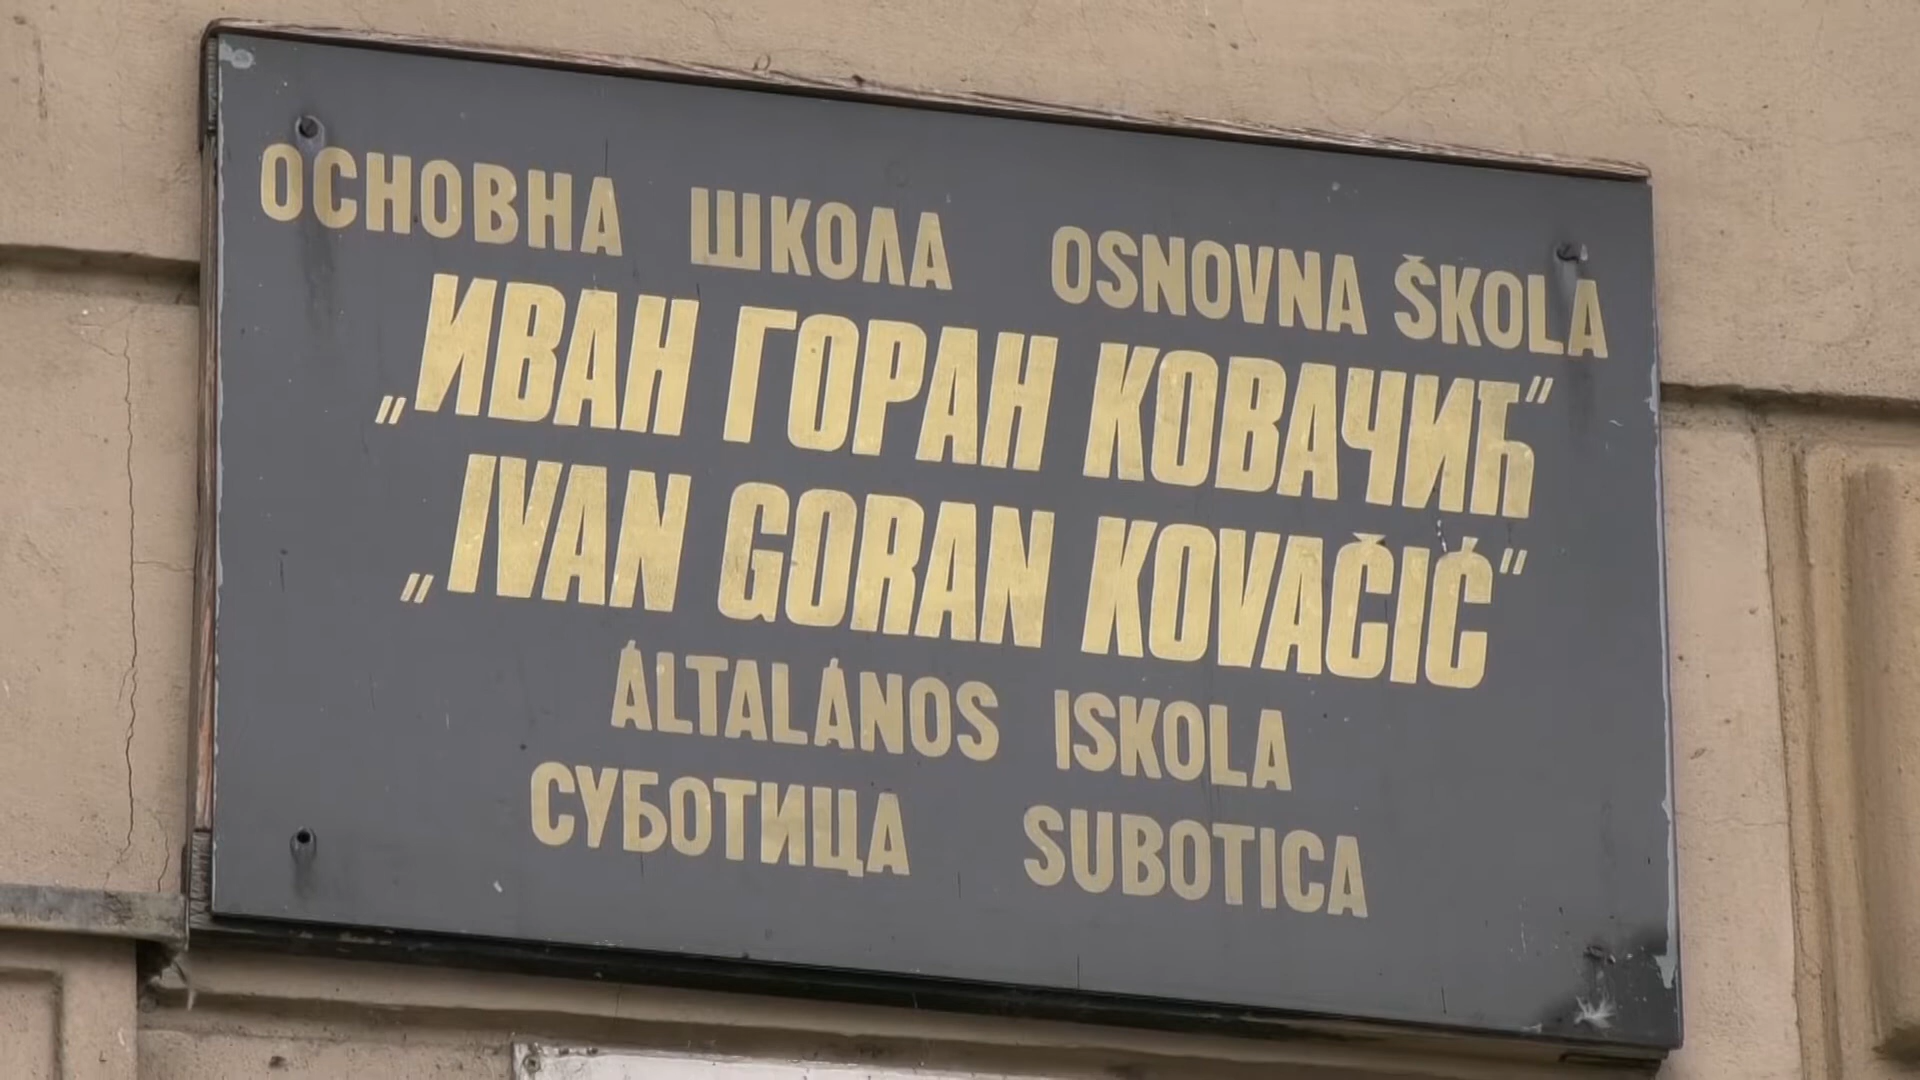 ОСНОВНА ШКОЛА OSNOVNA ŠKOLA
„ИВАН ГОРАН КОВАЧИЋ“
„IVAN GORAN KOVAČIĆ“
ÁLTALÁNOS ISKOLA
СУБОТИЦА SUBOTICA